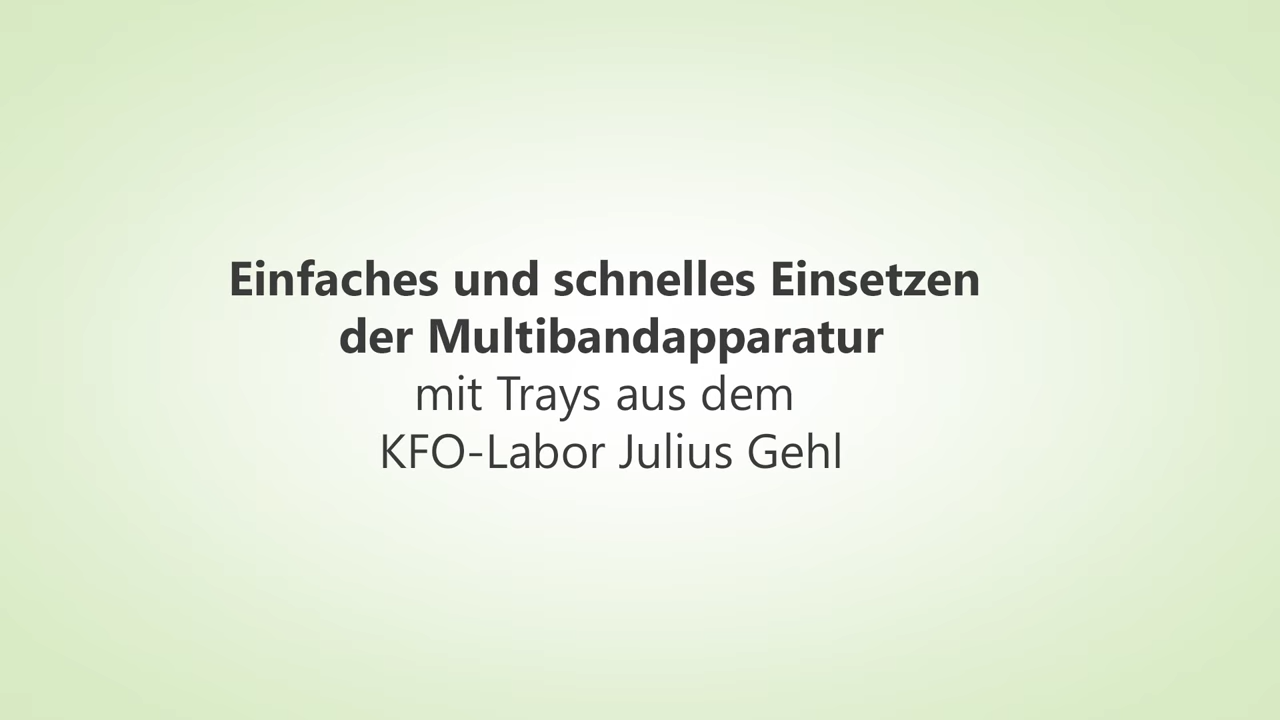 Einfaches und schnelles Einsetzen
der Multibandapparatur
mit Trays aus dem
KFO-Labor Julius Gehl